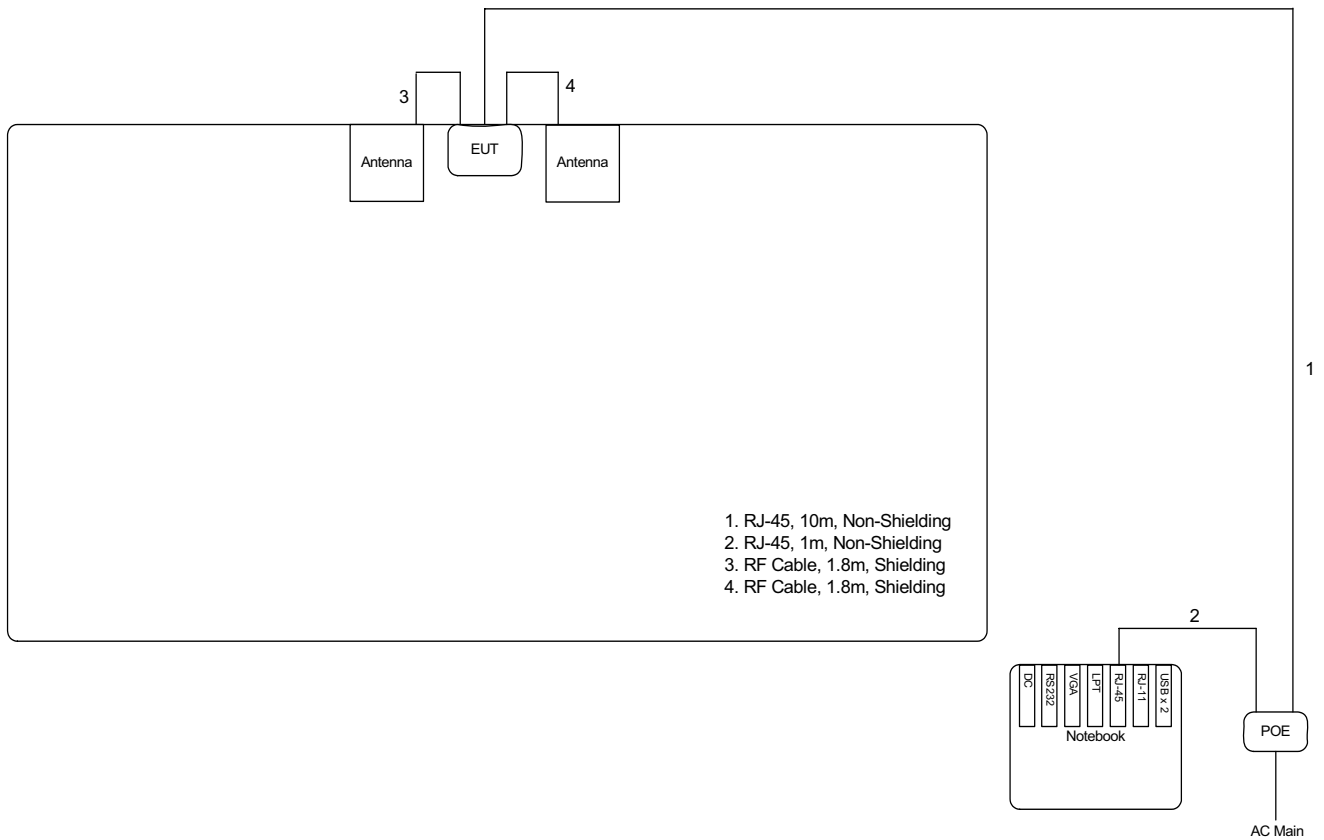 3
4
Antenna
EUT
Antenna
1
1. RJ-45, 10m, Non-Shielding
2. RJ-45, 1m, Non-Shielding
3. RF Cable, 1.8m, Shielding
4. RF Cable, 1.8m, Shielding
2
DC
RS232
VGA
LPT
RJ-45
RJ-11
USB x 2
Notebook
POE
AC Main